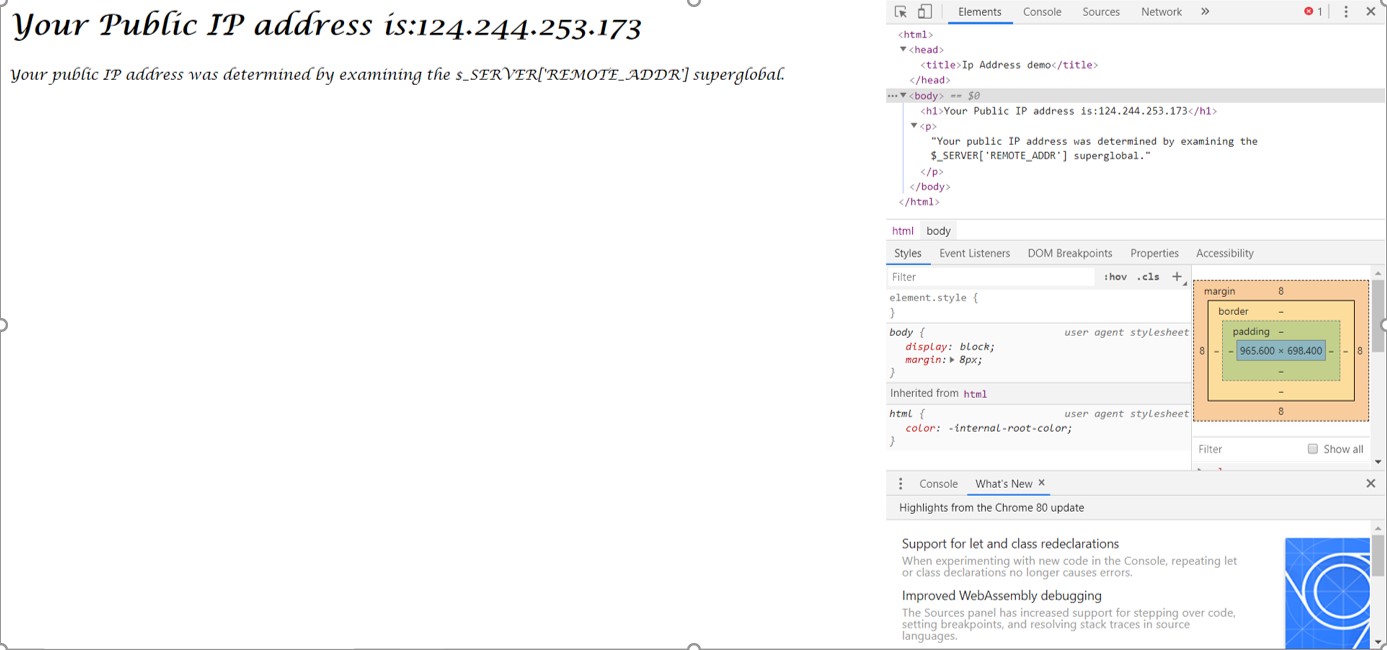 Your Public IP address is:124.244.253.173
Your public IP address was determined by examining the $_SERVER['REMOTE_ADDR'] superglobal.
Elements Console Sources Network » 1
<html>
<head>
<title>Ip Address demo</title>
</head>
<body> == $0
<h1>Your Public IP address is:124.244.253.173</h1>
<p>
"Your public IP address was determined by examining the
$_SERVER['REMOTE_ADDR'] superglobal."
</p>
</body>
</html>
html body
Styles Event Listeners DOM Breakpoints Properties Accessibility
Filter :hov .cls +
element.style {
}
body { user agent stylesheet
display: block;
margin: 8px;
}
Inherited from html
html { user agent stylesheet
color: -internal-root-color;
}
margin 8
border –
padding –
8 – – 965.600 × 698.400 – – 8
–
–
8
Filter Show all
Console What's New ×
Highlights from the Chrome 80 update
Support for let and class redeclarations
When experimenting with new code in the Console, repeating let
or class declarations no longer causes errors.
Improved WebAssembly debugging
The Sources panel has increased support for stepping over code,
setting breakpoints, and resolving stack traces in source
languages.